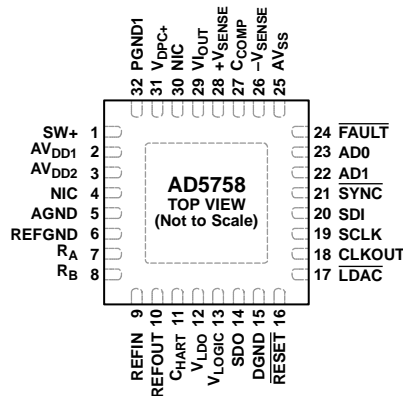 32 PGND1
31 VDPC+
30 NIC
29 VIOUT
28 +VSENSE
27 CCOMP
26 –VSENSE
25 AVSS
SW+ 1
AVDD1 2
AVDD2 3
NIC 4
AGND 5
REFGND 6
RA 7
RB 8
AD5758
TOP VIEW
(Not to Scale)
24 FAULT
23 AD0
22 AD1
21 SYNC
20 SDI
19 SCLK
18 CLKOUT
17 LDAC
REFIN 9
REFOUT 10
CHART 11
VLDO 12
VLOGIC 13
SDO 14
DGND 15
RESET 16